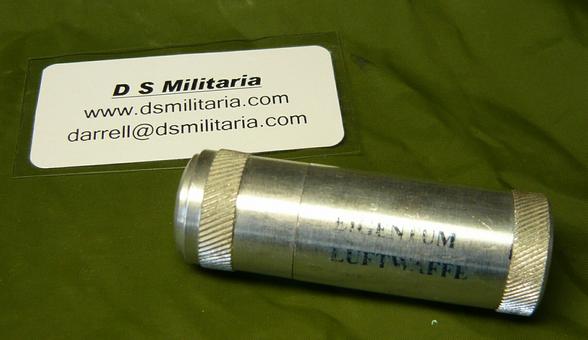 D S Militaria
www.dsmilitaria.com
darrell@dsmilitaria.com
EIGENTUM
LUFTWAFFE